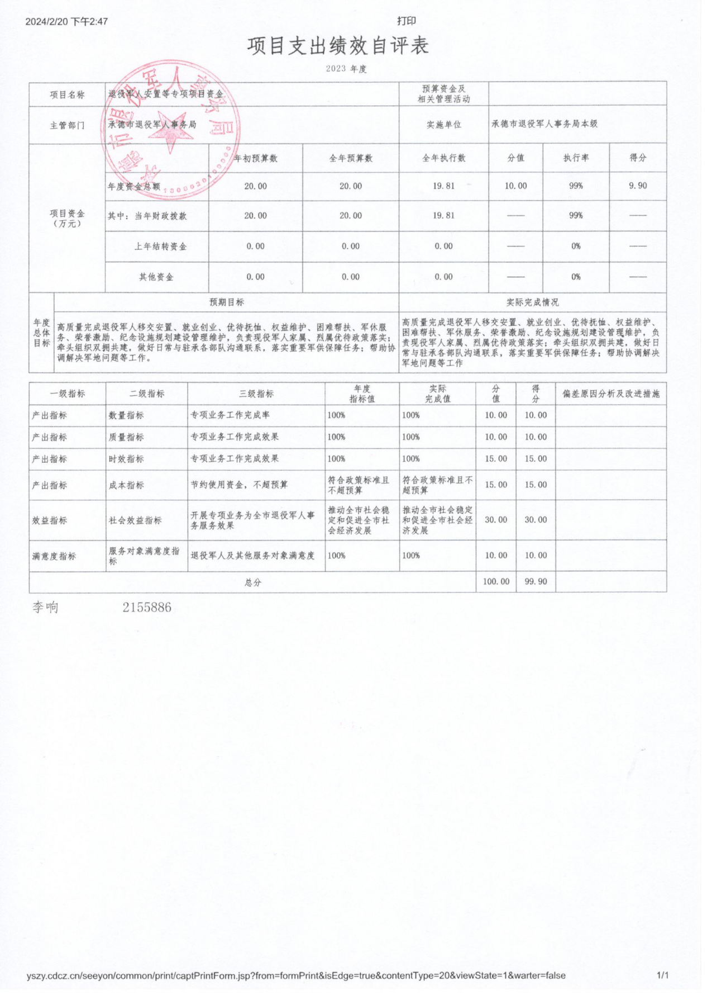 2024/2/20 下午2:47 打印
项目支出绩效自评表
2023 年度
项目名称 退役军人安置等专项项目资金 预算资金及
相关管理活动
主管部门 承德市退役军人事务局 实施单位 承德市退役军人事务局本级
承德市退役军人事务局
年初预算数 全年预算数 全年执行数 分值 执行率 得分
年度资金总额 20.00 20.00 19.81 10.00 99% 9.90
项目资金
（万元）
其中：当年财政拨款 20.00 20.00 19.81 —— 99% ——
上年结转资金 0.00 0.00 0.00 —— 0% ——
其他资金 0.00 0.00 0.00 —— 0% ——
年度
总体
目标
预期目标
高质量完成退役军人移交安置、就业创业、优待抚恤、权益维护、困难帮扶、军休服
务、荣誉激励、纪念设施规划建设管理维护，负责现役军人家属、烈属优待政策落实；
牵头组织双拥共建，做好日常与驻承各部队沟通联系，落实重要军供保障任务；帮助协
调解决军地问题等工作。
实际完成情况
高质量完成退役军人移交安置、就业创业、优待抚恤、权益维护、
困难帮扶、军休服务、荣誉激励、纪念设施规划建设管理维护，负
责现役军人家属、烈属优待政策落实；牵头组织双拥共建，做好日
常与驻承各部队沟通联系，落实重要军供保障任务；帮助协调解决
军地问题等工作
一级指标 二级指标 三级指标 年度
指标值 实际
完成值 分
值 得
分 偏差原因分析及改进措施
产出指标 数量指标 专项业务工作完成率 100% 100% 10.00 10.00
产出指标 质量指标 专项业务工作完成效果 100% 100% 10.00 10.00
产出指标 时效指标 专项业务工作完成效果 100% 100% 15.00 15.00
产出指标 成本指标 节约使用资金，不超预算 符合政策标准且
不超预算 符合政策标准且不
超预算 15.00 15.00
效益指标 社会效益指标 开展专项业务为全市退役军人事
务服务效果 推动全市社会稳
定和促进全市社
会经济发展 推动全市社会稳定
和促进全市社会经
济发展 30.00 30.00
满意度指标 服务对象满意度指
标 退役军人及其他服务对象满意度 100% 100% 10.00 10.00
总分 100.00 99.90
李响 2155886
yszy.cdcz.cn/seeyon/common/print/captPrintForm.jsp?from=formPrint&isEdge=true&contentType=20&viewState=1&warter=false 1/1